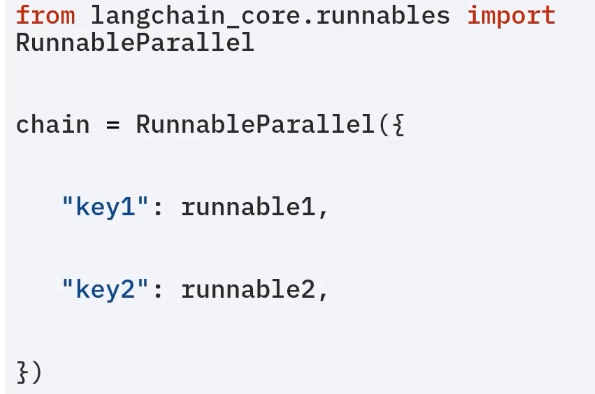 from langchain_core.runnables import
RunnableParallel
chain = RunnableParallel({
"key1": runnable1,
"key2": runnable2,
})